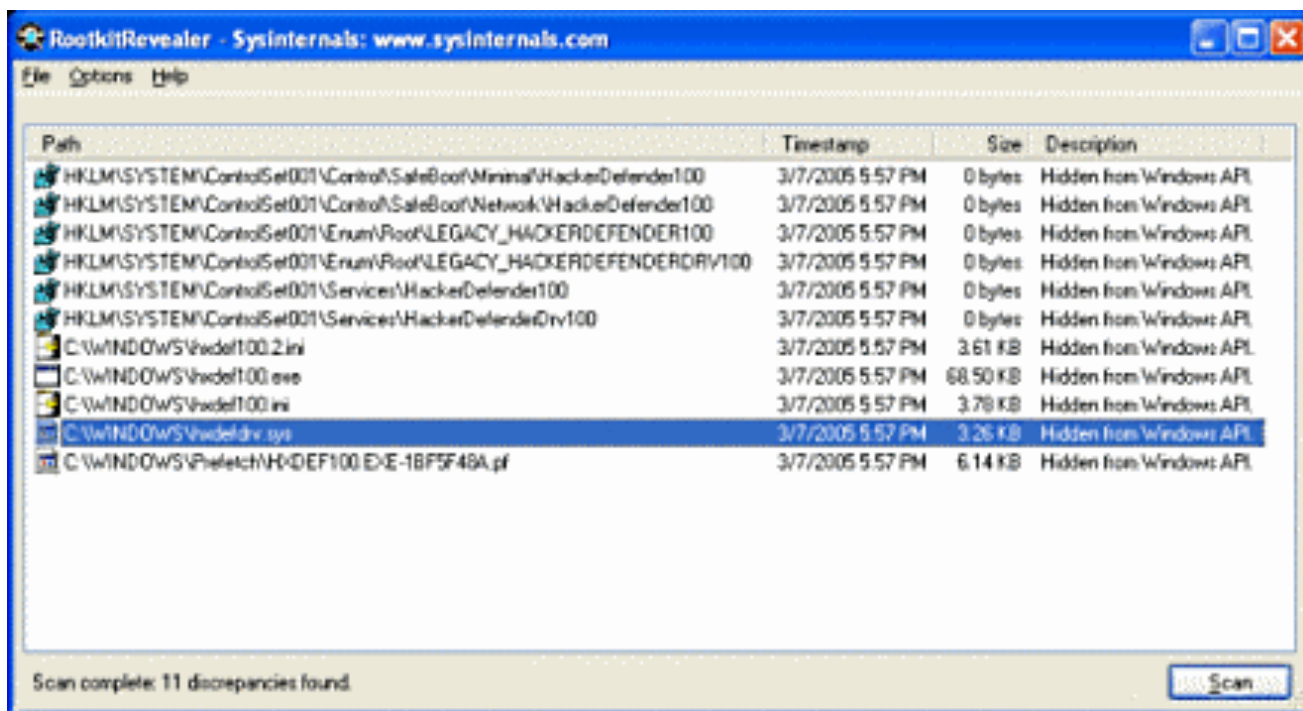 RootkitRevealer - Sysinternals: www.sysinternals.com
File Options Help
Path Timestamp Size Description
HKLM\SYSTEM\ControlSet001\Control\SafeBoot\Minimal\HackerDefender100 3/7/2005 5:57 PM 0 bytes Hidden from Windows API.
HKLM\SYSTEM\ControlSet001\Control\SafeBoot\Network\HackerDefender100 3/7/2005 5:57 PM 0 bytes Hidden from Windows API.
HKLM\SYSTEM\ControlSet001\Enum\Root\LEGACY_HACKERDEFENDER100 3/7/2005 5:57 PM 0 bytes Hidden from Windows API.
HKLM\SYSTEM\ControlSet001\Enum\Root\LEGACY_HACKERDEFENDERDRV100 3/7/2005 5:57 PM 0 bytes Hidden from Windows API.
HKLM\SYSTEM\ControlSet001\Services\HackerDefender100 3/7/2005 5:57 PM 0 bytes Hidden from Windows API.
HKLM\SYSTEM\ControlSet001\Services\HackerDefenderDrv100 3/7/2005 5:57 PM 0 bytes Hidden from Windows API.
C:\WINDOWS\hxdef100.2.ini 3/7/2005 5:57 PM 3.61 KB Hidden from Windows API.
C:\WINDOWS\hxdef100.exe 3/7/2005 5:57 PM 68.50 KB Hidden from Windows API.
C:\WINDOWS\hxdef100.ini 3/7/2005 5:57 PM 3.78 KB Hidden from Windows API.
C:\WINDOWS\hxdefdrv.sys 3/7/2005 5:57 PM 3.26 KB Hidden from Windows API.
C:\WINDOWS\Prefetch\HXDEF100.EXE-1BF5F48A.pf 3/7/2005 5:57 PM 6.14 KB Hidden from Windows API.
Scan complete: 11 discrepancies found.
Scan